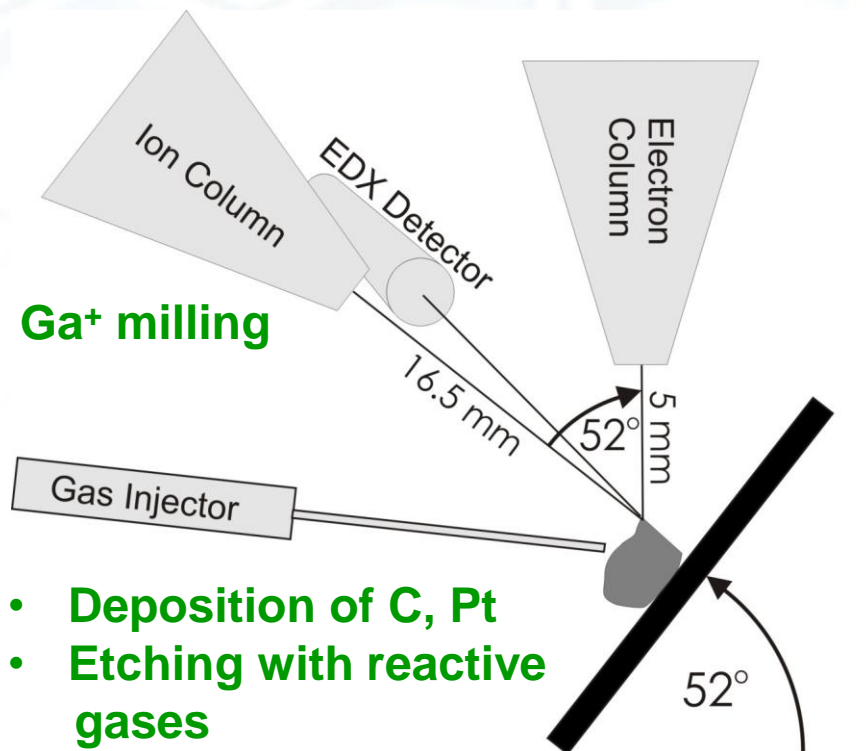 Ion Column
EDX Detector
Electron
Column
Ga⁺ milling
16.5 mm
52°
5 mm
Gas Injector
• Deposition of C, Pt
• Etching with reactive
gases
52°